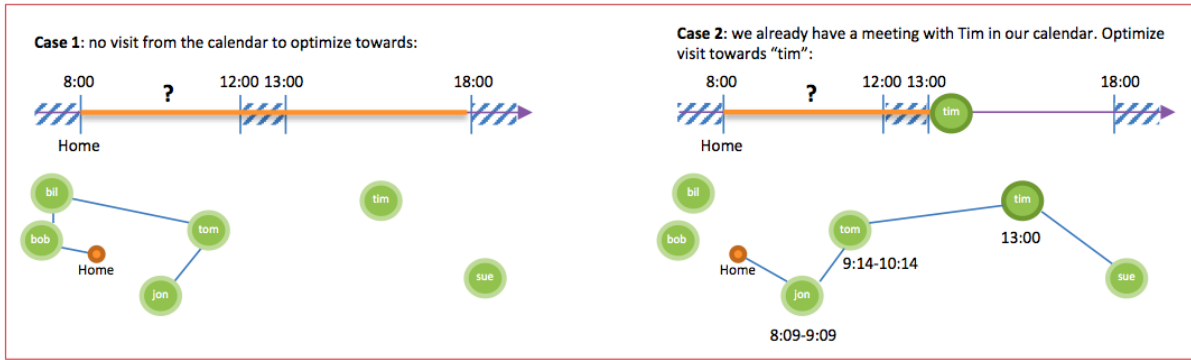 Case 1: no visit from the calendar to optimize towards:
8:00
?
12:00 13:00
18:00
Home
bil
bob
Home
tom
jon
tim
sue
Case 2: we already have a meeting with Tim in our calendar. Optimize
visit towards “tim”:
8:00
?
12:00 13:00
18:00
tim
Home
bil
bob
Home
tom
9:14-10:14
jon
8:09-9:09
tim
13:00
sue